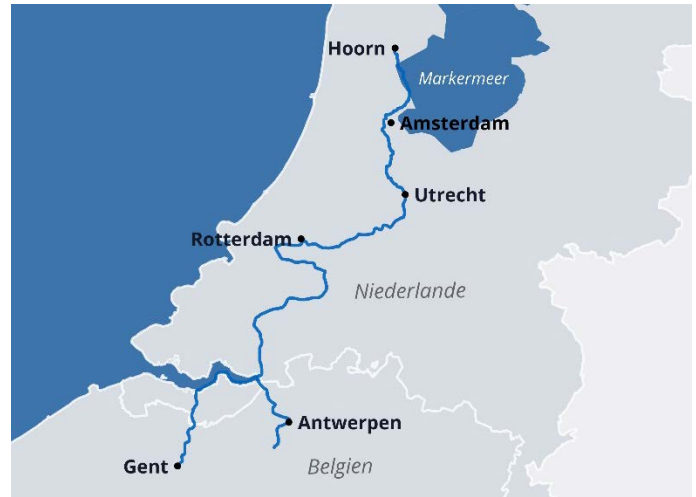 Hoorn
Markermeer
Amsterdam
Utrecht
Rotterdam
Niederlande
Antwerpen
Gent
Belgien